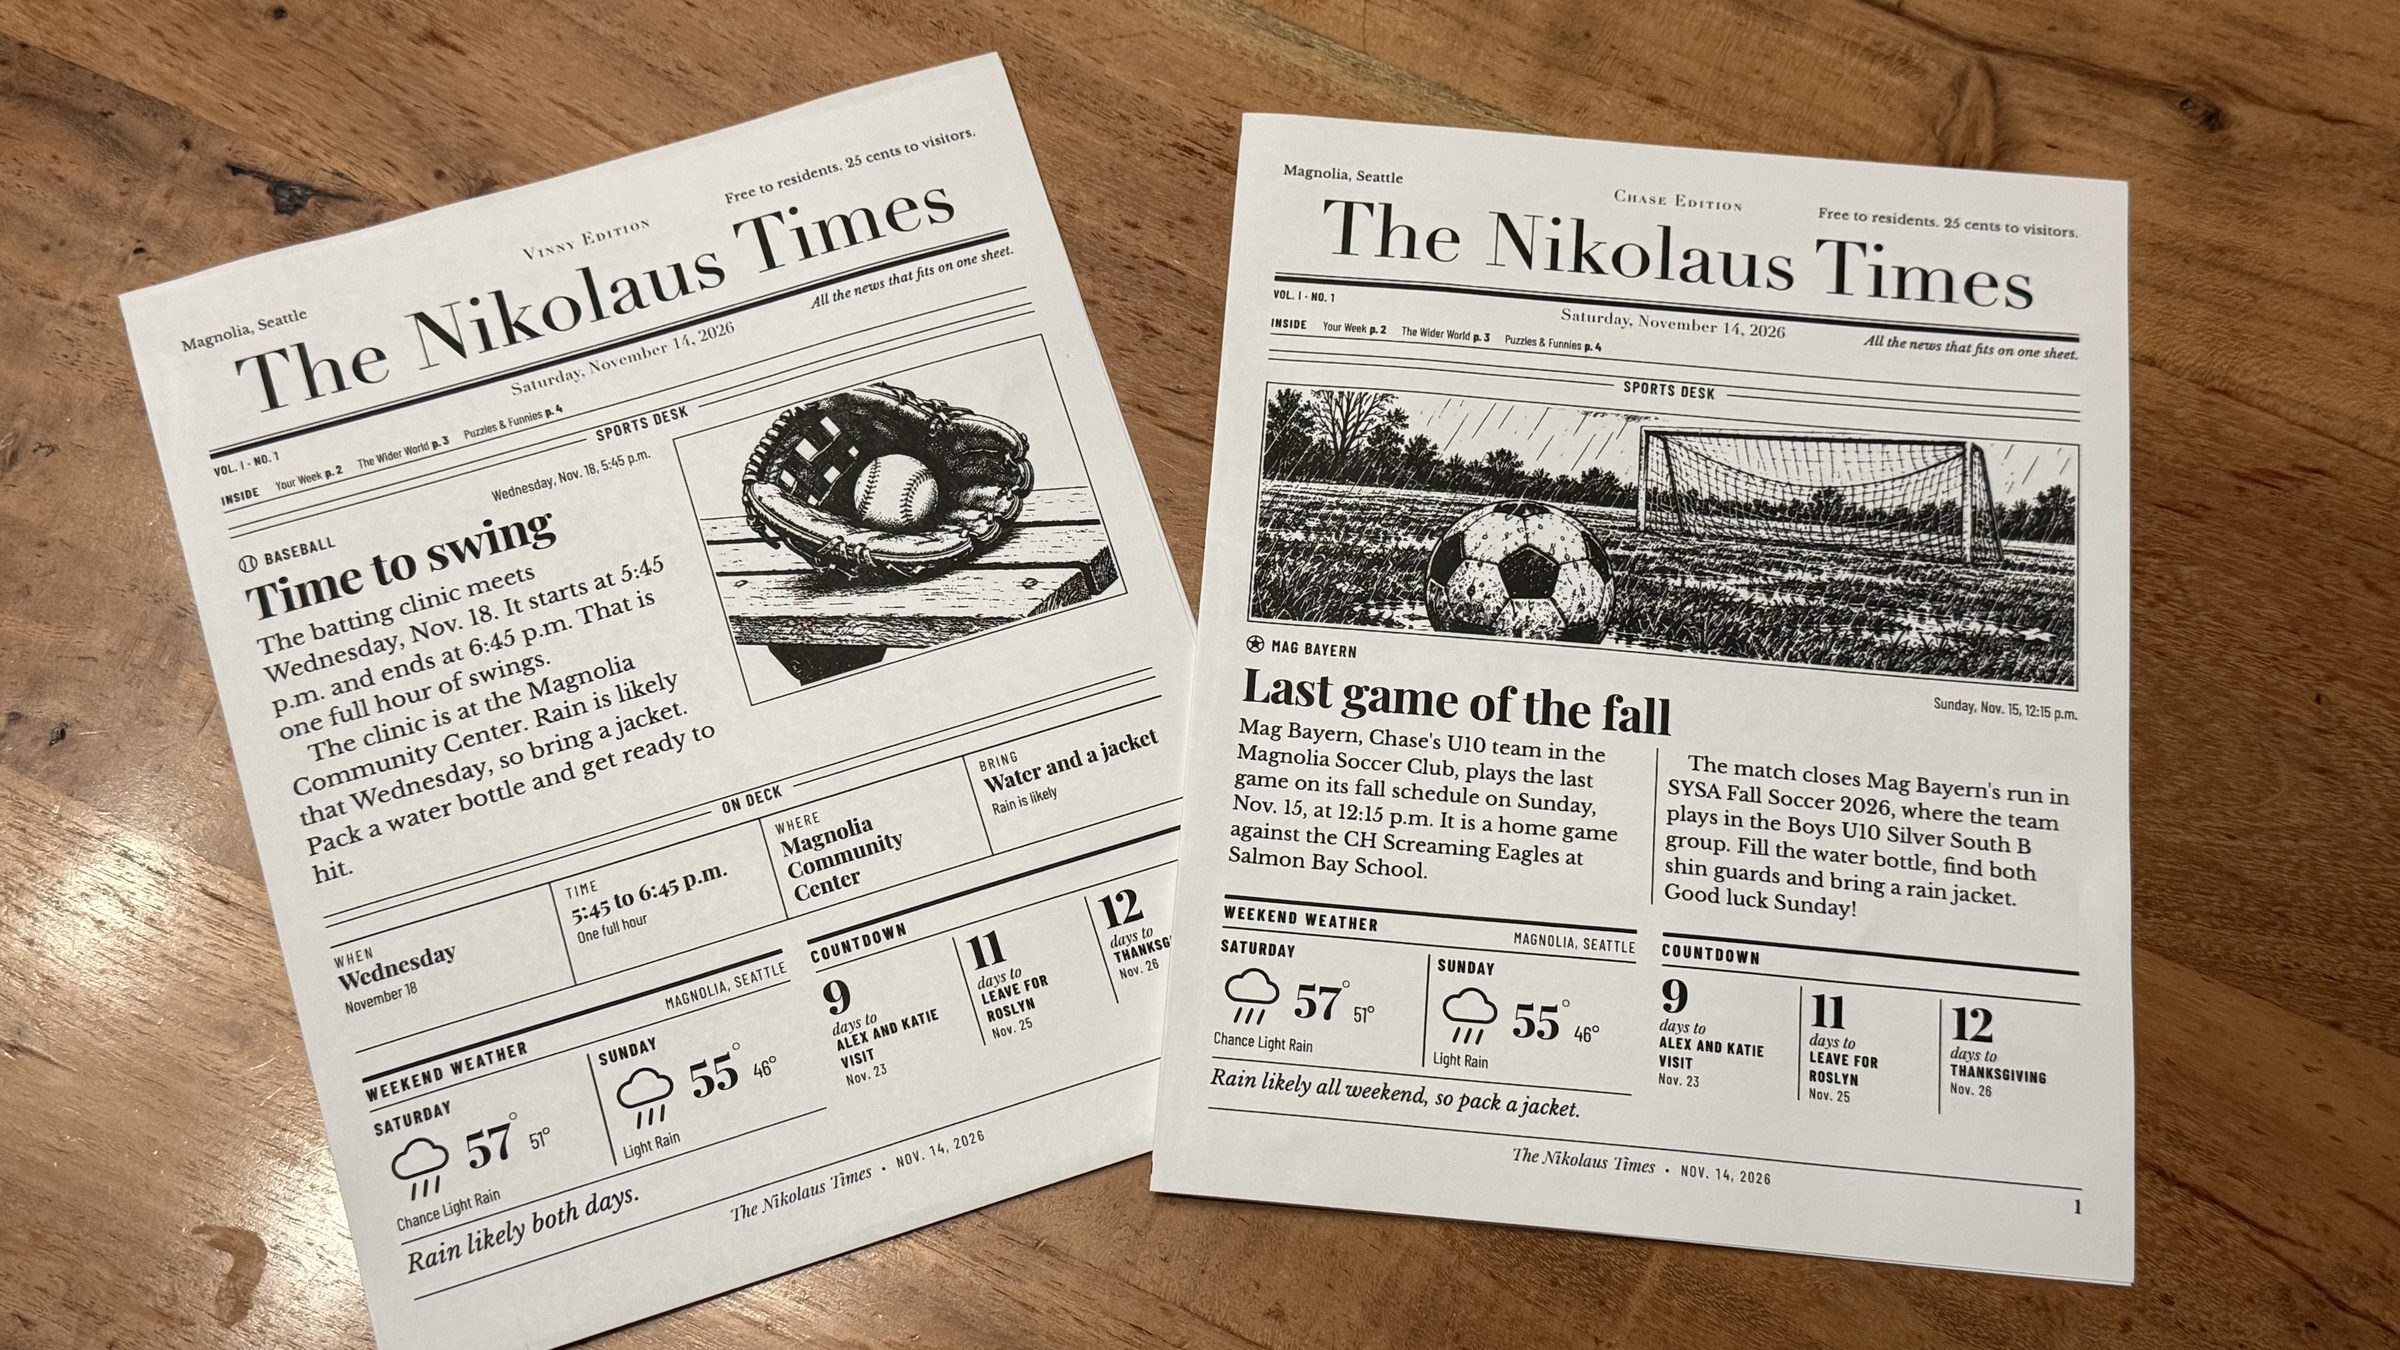 Magnolia, Seattle
VINNY EDITION
Free to residents. 25 cents to visitors.
The Nikolaus Times
VOL. I · NO. 1
Saturday, November 14, 2026
All the news that fits on one sheet.
INSIDE Your Week p. 2 The Wider World p. 3 Puzzles & Funnies p. 4
SPORTS DESK
Wednesday, Nov. 18, 5:45 p.m.
BASEBALL
Time to swing
The batting clinic meets
Wednesday, Nov. 18. It starts at 5:45
p.m. and ends at 6:45 p.m. That is
one full hour of swings.
The clinic is at the Magnolia
Community Center. Rain is likely
that Wednesday, so bring a jacket.
Pack a water bottle and get ready to
hit.
ON DECK
WHEN
Wednesday
November 18
TIME
5:45 to 6:45 p.m.
One full hour
WHERE
Magnolia
Community
Center
BRING
Water and a jacket
Rain is likely
WEEKEND WEATHER
MAGNOLIA, SEATTLE
SATURDAY
57° 51°
Chance Light Rain
SUNDAY
55° 46°
Light Rain
Rain likely both days.
COUNTDOWN
9
days to
ALEX AND KATIE
VISIT
Nov. 23
11
days to
LEAVE FOR
ROSLYN
Nov. 25
12
days to
THANKSG
Nov. 26
The Nikolaus Times • NOV. 14, 2026
Magnolia, Seattle
CHASE EDITION
Free to residents. 25 cents to visitors.
The Nikolaus Times
VOL. I · NO. 1
Saturday, November 14, 2026
All the news that fits on one sheet.
INSIDE Your Week p. 2 The Wider World p. 3 Puzzles & Funnies p. 4
SPORTS DESK
MAG BAYERN
Last game of the fall
Sunday, Nov. 15, 12:15 p.m.
Mag Bayern, Chase's U10 team in the
Magnolia Soccer Club, plays the last
game on its fall schedule on Sunday,
Nov. 15, at 12:15 p.m. It is a home game
against the CH Screaming Eagles at
Salmon Bay School.
The match closes Mag Bayern's run in
SYSA Fall Soccer 2026, where the team
plays in the Boys U10 Silver South B
group. Fill the water bottle, find both
shin guards and bring a rain jacket.
Good luck Sunday!
WEEKEND WEATHER
MAGNOLIA, SEATTLE
SATURDAY
57° 51°
Chance Light Rain
SUNDAY
55° 46°
Light Rain
Rain likely all weekend, so pack a jacket.
COUNTDOWN
9
days to
ALEX AND KATIE
VISIT
Nov. 23
11
days to
LEAVE FOR
ROSLYN
Nov. 25
12
days to
THANKSGIVING
Nov. 26
The Nikolaus Times • NOV. 14, 2026
1